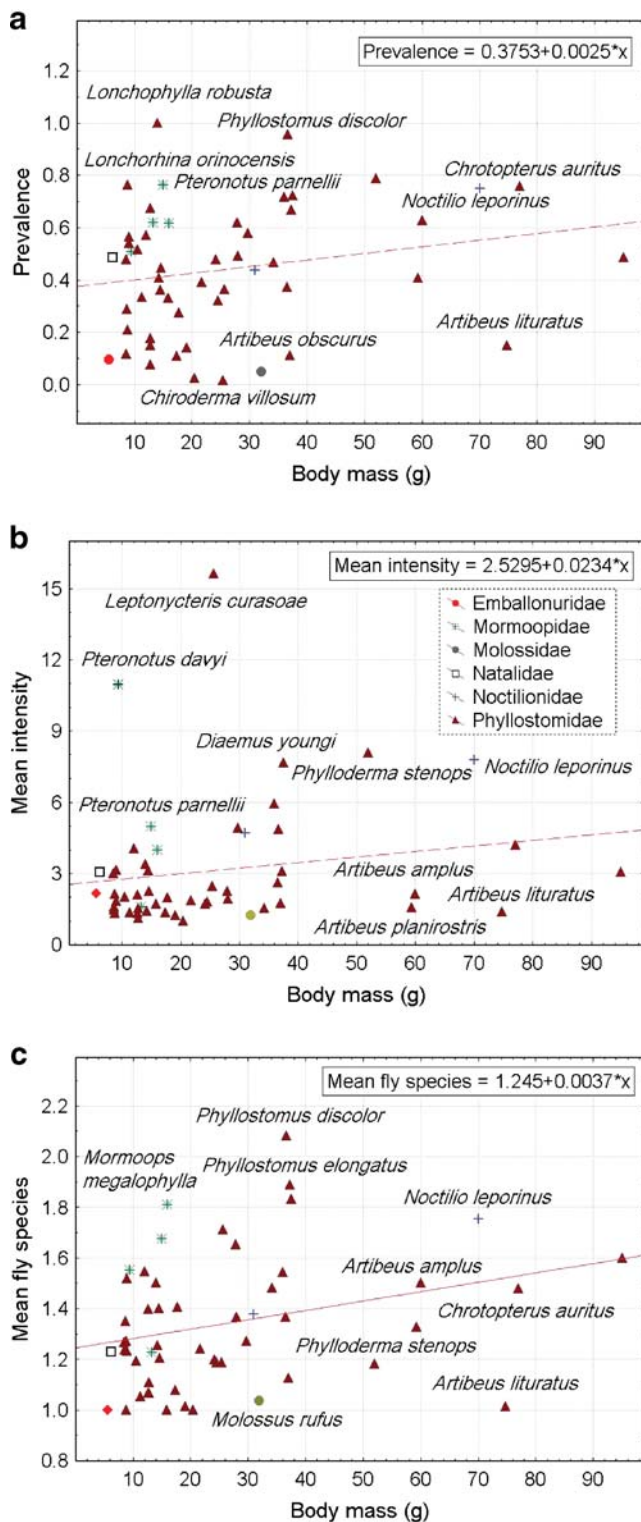 a
Prevalence = 0.3753+0.0025*x
Lonchophylla robusta
Phyllostomus discolor
Lonchorhina orinocensis
Pteronotus parnellii
Chrotopterus auritus
Noctilio leporinus
Artibeus obscurus
Artibeus lituratus
Chiroderma villosum
Prevalence
1.2
1.0
0.8
0.6
0.4
0.2
0.0
10 20 30 40 50 60 70 80 90
Body mass (g)
b
Mean intensity = 2.5295+0.0234*x
Leptonycteris curasoae
Emballonuridae
Mormoopidae
Molossidae
Natalidae
Noctilionidae
Phyllostomidae
Pteronotus davyi
Diaemus youngi
Phylloderma stenops
Noctilio leporinus
Pteronotus parnellii
Artibeus amplus
Artibeus lituratus
Artibeus planirostris
Mean intensity
15
12
9
6
3
0
10 20 30 40 50 60 70 80 90
Body mass (g)
c
Mean fly species = 1.245+0.0037*x
Phyllostomus discolor
Mormoops
megalophylla
Phyllostomus elongatus
Noctilio leporinus
Artibeus amplus
Chrotopterus auritus
Phylloderma stenops
Artibeus lituratus
Molossus rufus
Mean fly species
2.2
2.0
1.8
1.6
1.4
1.2
1.0
0.8
10 20 30 40 50 60 70 80 90
Body mass (g)